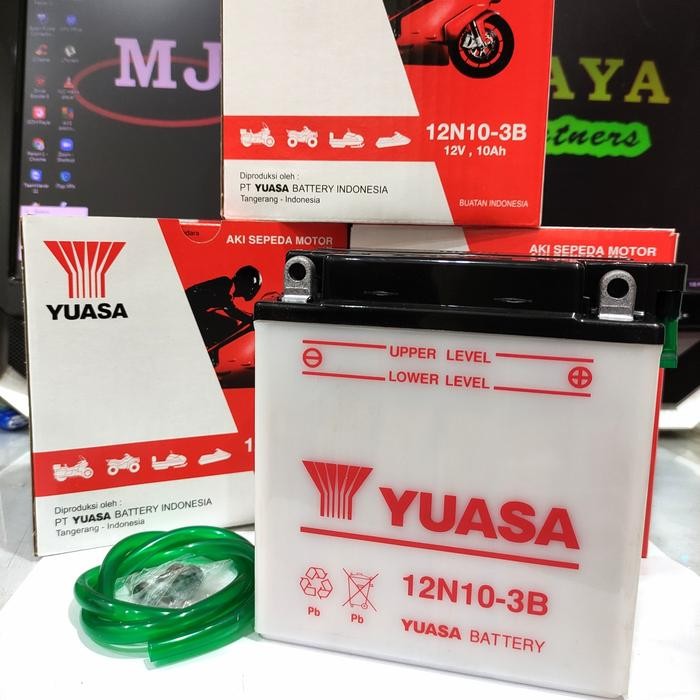 MJ
AYA
rtners
12N10-3B
12V , 10Ah
Diproduksi oleh :
PT YUASA BATTERY INDONESIA
Tangerang - Indonesia
BUATAN INDONESIA
AKI SEPEDA MOTOR
YUASA
Diproduksi oleh :
PT YUASA BATTERY INDONESIA
Tangerang - Indonesia
AKI SEPEDA MOTOR
UPPER LEVEL
LOWER LEVEL
YUASA
12N10-3B
Pb
Pb
YUASA BATTERY